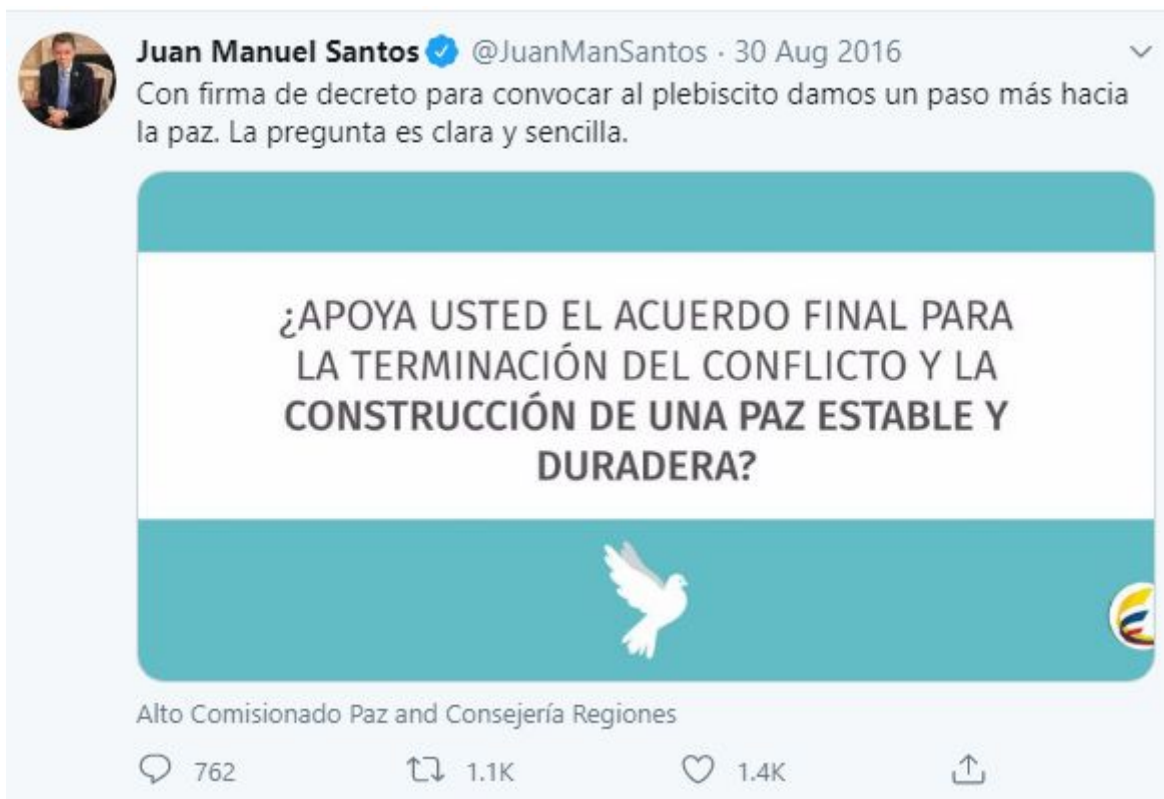 Juan Manuel Santos @JuanManSantos · 30 Aug 2016
Con firma de decreto para convocar al plebiscito damos un paso más hacia
la paz. La pregunta es clara y sencilla.
¿APOYA USTED EL ACUERDO FINAL PARA
LA TERMINACIÓN DEL CONFLICTO Y LA
CONSTRUCCIÓN DE UNA PAZ ESTABLE Y
DURADERA?
Alto Comisionado Paz and Consejería Regiones
762 1.1K 1.4K